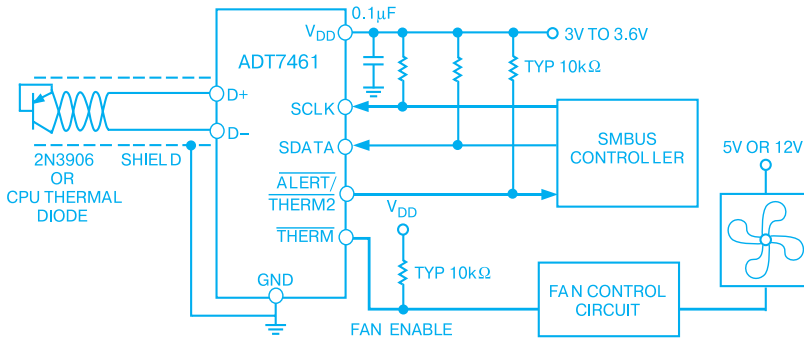 0.1μF
V_DD
3V TO 3.6V
ADT7461
TYP 10kΩ
D+
SCLK
D−
SMBUS
CONTROLLER
SDATA
5V OR 12V
2N3906
OR
CPU THERMAL
DIODE
SHIELD
ALERT/
THERM2
V_DD
THERM
TYP 10kΩ
GND
FAN CONTROL
CIRCUIT
FAN ENABLE